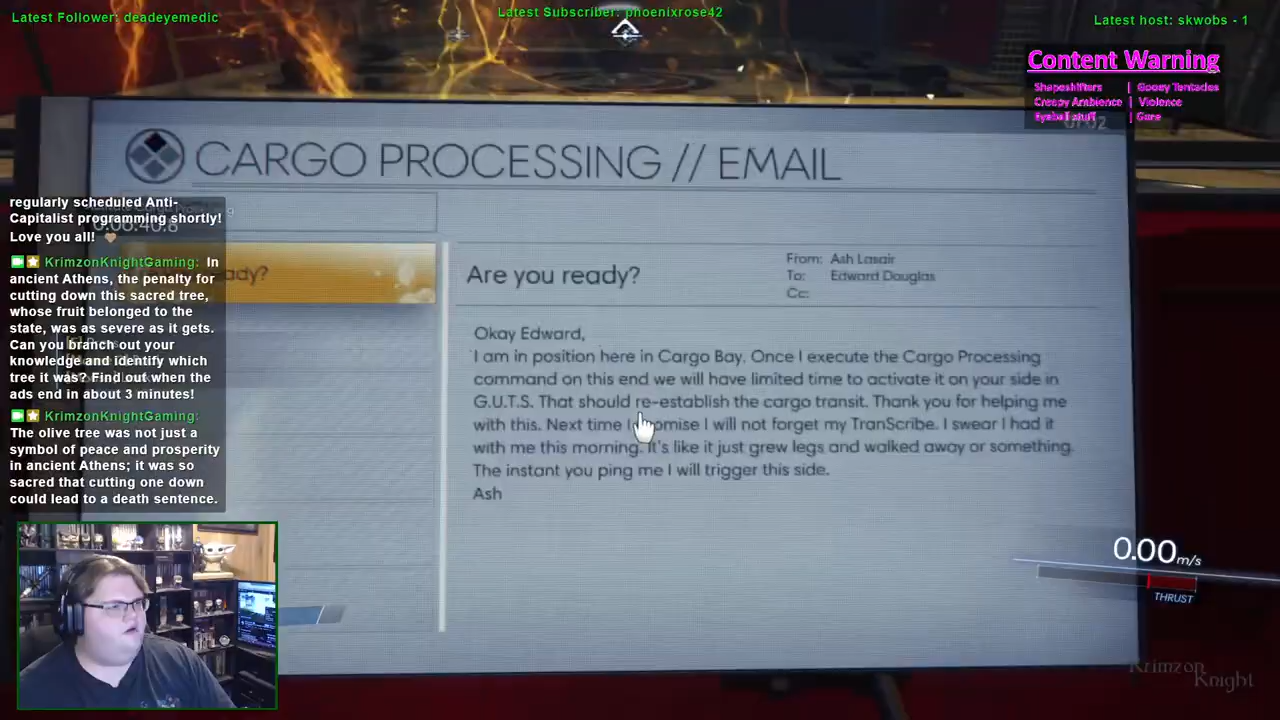 Latest Follower: deadeyemedic
Latest Subscriber: phoenixrose42
Latest host: skwobs - 1
Content Warning
Shapeshifters | Gooey Tentacles
Creepy Ambience | Violence
Eyeball stuff | Gore
CARGO PROCESSING // EMAIL
regularly scheduled Anti-
Capitalist programming shortly!
Love you all!
KrimzonKnightGaming: In
ancient Athens, the penalty for
cutting down this sacred tree,
whose fruit belonged to the
state, was as severe as it gets.
Can you branch out your
knowledge and identify which
tree it was? Find out when the
ads end in about 3 minutes!
KrimzonKnightGaming:
The olive tree was not just a
symbol of peace and prosperity
in ancient Athens; it was so
sacred that cutting one down
could lead to a death sentence.
0:06:40.8
ady?
Are you ready?
From: Ash Lasair
To: Edward Douglas
Cc:
Okay Edward,
I am in position here in Cargo Bay. Once I execute the Cargo Processing
command on this end we will have limited time to activate it on your side in
G.U.T.S. That should re-establish the cargo transit. Thank you for helping me
with this. Next time I promise I will not forget my TranScribe. I swear I had it
with me this morning. It's like it just grew legs and walked away or something.
The instant you ping me I will trigger this side.
Ash
0.00 m/s
THRUST
Krimzon
Knight